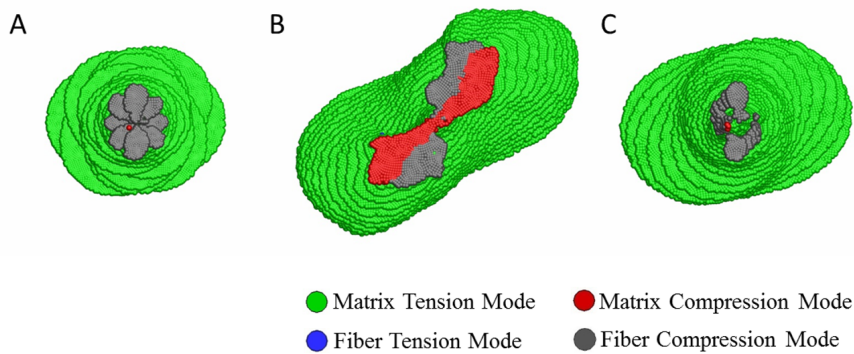 A
B
C
Matrix Tension Mode
Matrix Compression Mode
Fiber Tension Mode
Fiber Compression Mode